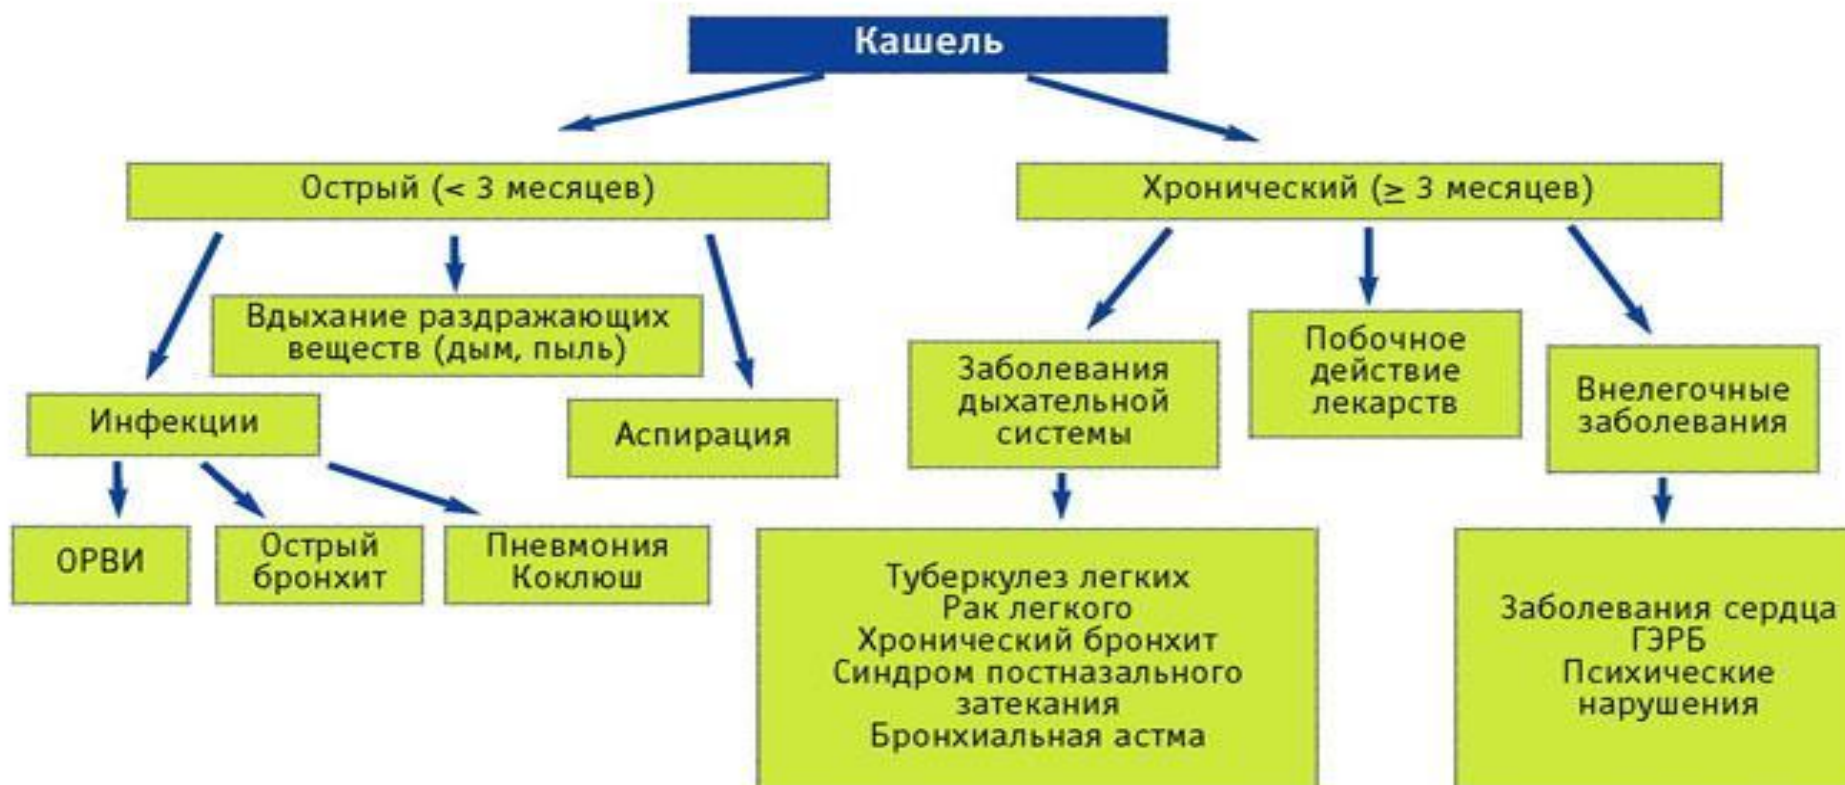 Кашель
Острый (< 3 месяцев)
Хронический (≥ 3 месяцев)
Вдыхание раздражающих
веществ (дым, пыль)
Инфекции
Аспирация
ОРВИ
Острый
бронхит
Пневмония
Коклюш
Заболевания
дыхательной
системы
Побочное
действие
лекарств
Внелегочные
заболевания
Туберкулез легких
Рак легкого
Хронический бронхит
Синдром постназального
затекания
Бронхиальная астма
Заболевания сердца
ГЭРБ
Психические
нарушения